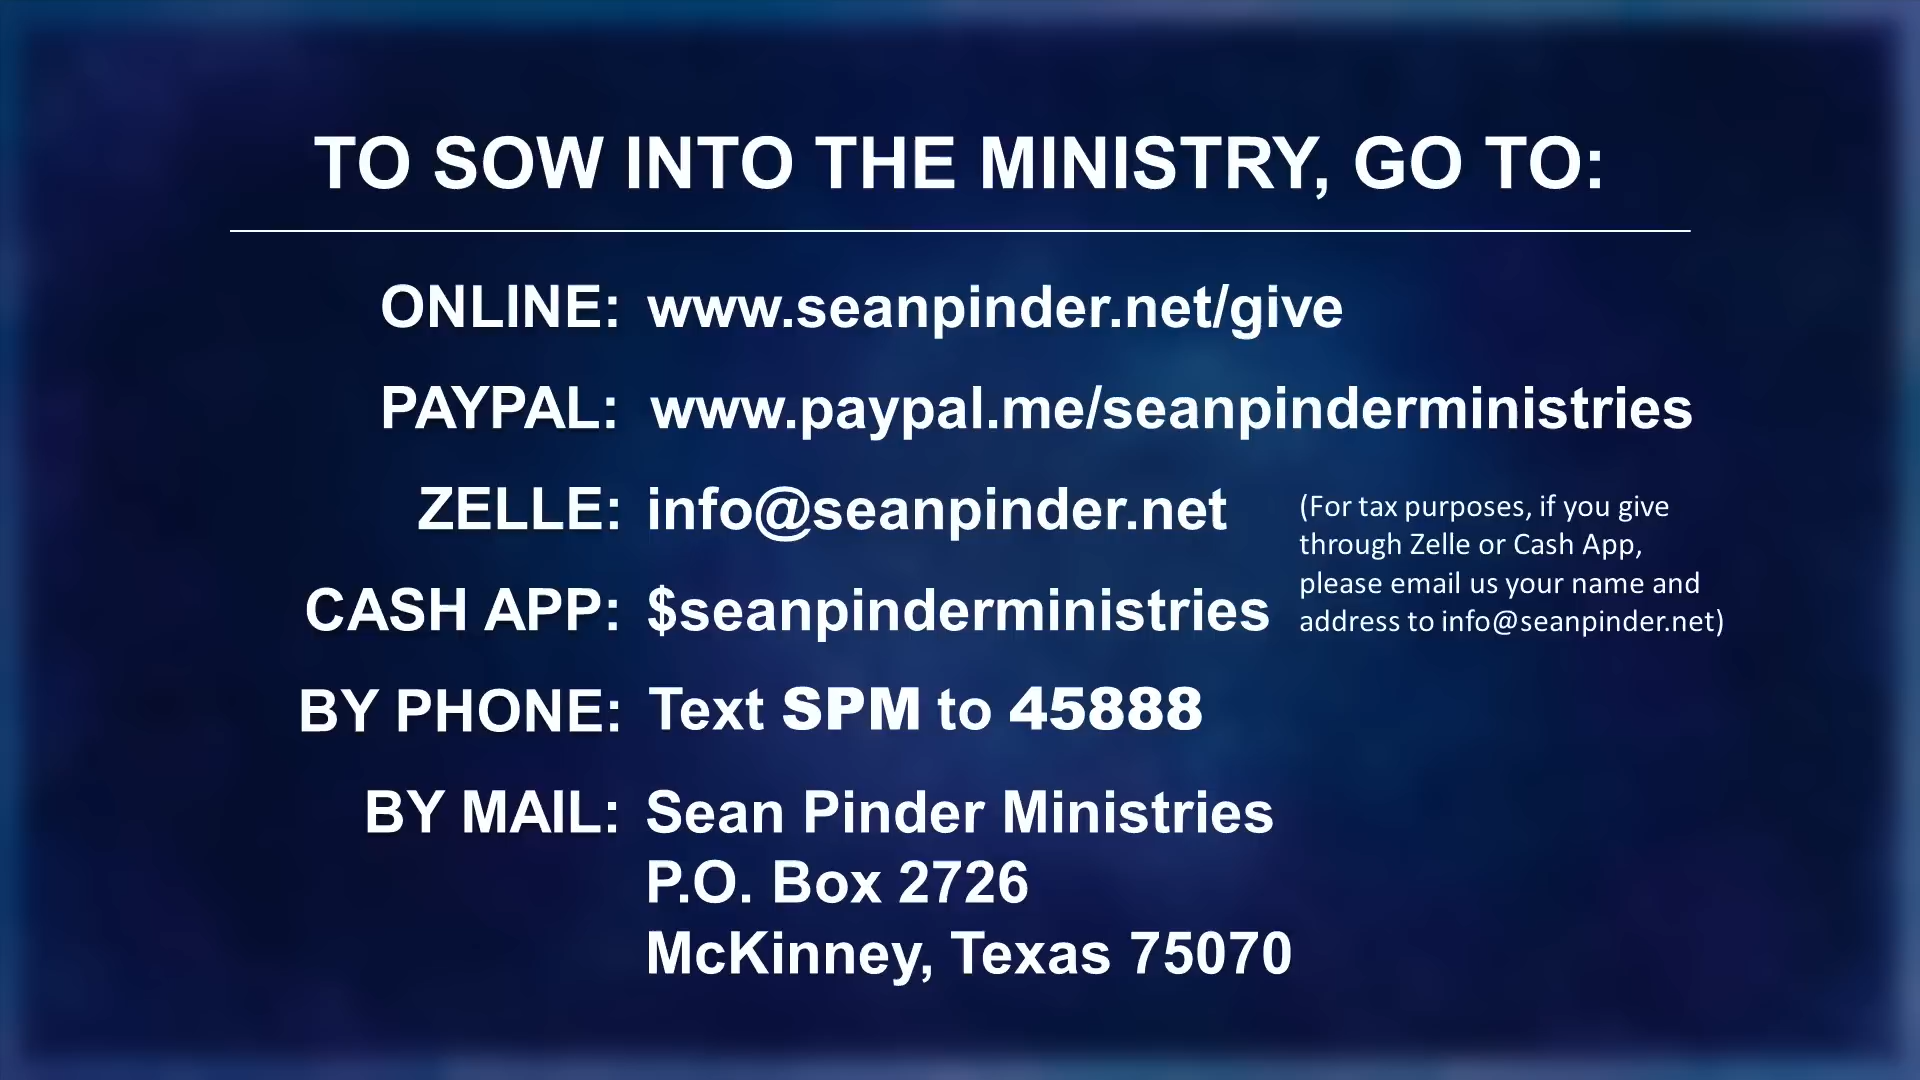 TO SOW INTO THE MINISTRY, GO TO:
ONLINE: www.seanpinder.net/give
PAYPAL: www.paypal.me/seanpinderministries
ZELLE: info@seanpinder.net
CASH APP: $seanpinderministries
(For tax purposes, if you give
through Zelle or Cash App,
please email us your name and
address to info@seanpinder.net)
BY PHONE: Text SPM to 45888
BY MAIL: Sean Pinder Ministries
P.O. Box 2726
McKinney, Texas 75070